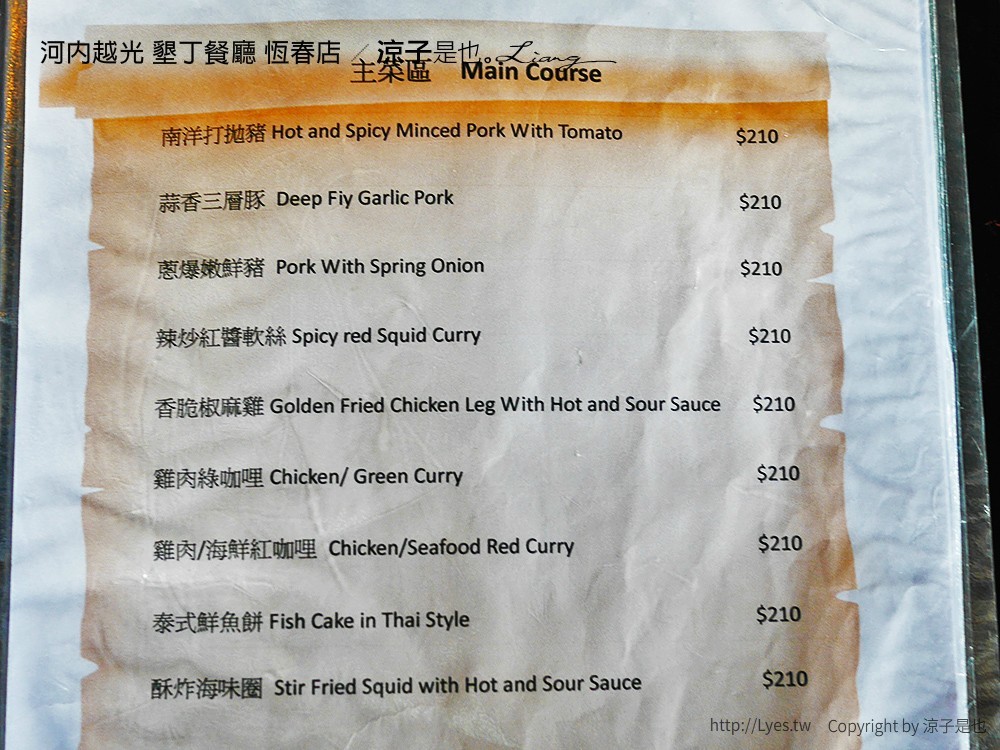 河內越光 墾丁餐廳 恆春店 / 涼子是也。Liang
主菜區 Main Course
南洋打拋豬 Hot and Spicy Minced Pork With Tomato $210
蒜香三層豚 Deep Fiy Garlic Pork $210
蔥爆嫩鮮豬 Pork With Spring Onion $210
辣炒紅醬軟絲 Spicy red Squid Curry $210
香脆椒麻雞 Golden Fried Chicken Leg With Hot and Sour Sauce $210
雞肉綠咖哩 Chicken/ Green Curry $210
雞肉/海鮮紅咖哩 Chicken/Seafood Red Curry $210
泰式鮮魚餅 Fish Cake in Thai Style $210
酥炸海味圈 Stir Fried Squid with Hot and Sour Sauce $210
http://Lyes.tw Copyright by 涼子是也